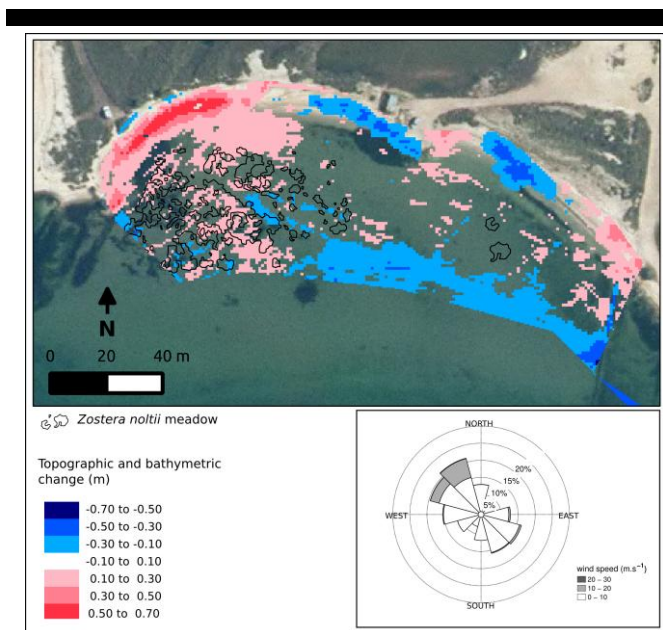 N
0 20 40 m
Zostera noltii meadow
Topographic and bathymetric
change (m)
-0.70 to -0.50
-0.50 to -0.30
-0.30 to -0.10
-0.10 to 0.10
0.10 to 0.30
0.30 to 0.50
0.50 to 0.70
NORTH
20%
15%
10%
5%
WEST
EAST
wind speed (m.s⁻¹)
20 – 30
10 – 20
0 – 10
SOUTH